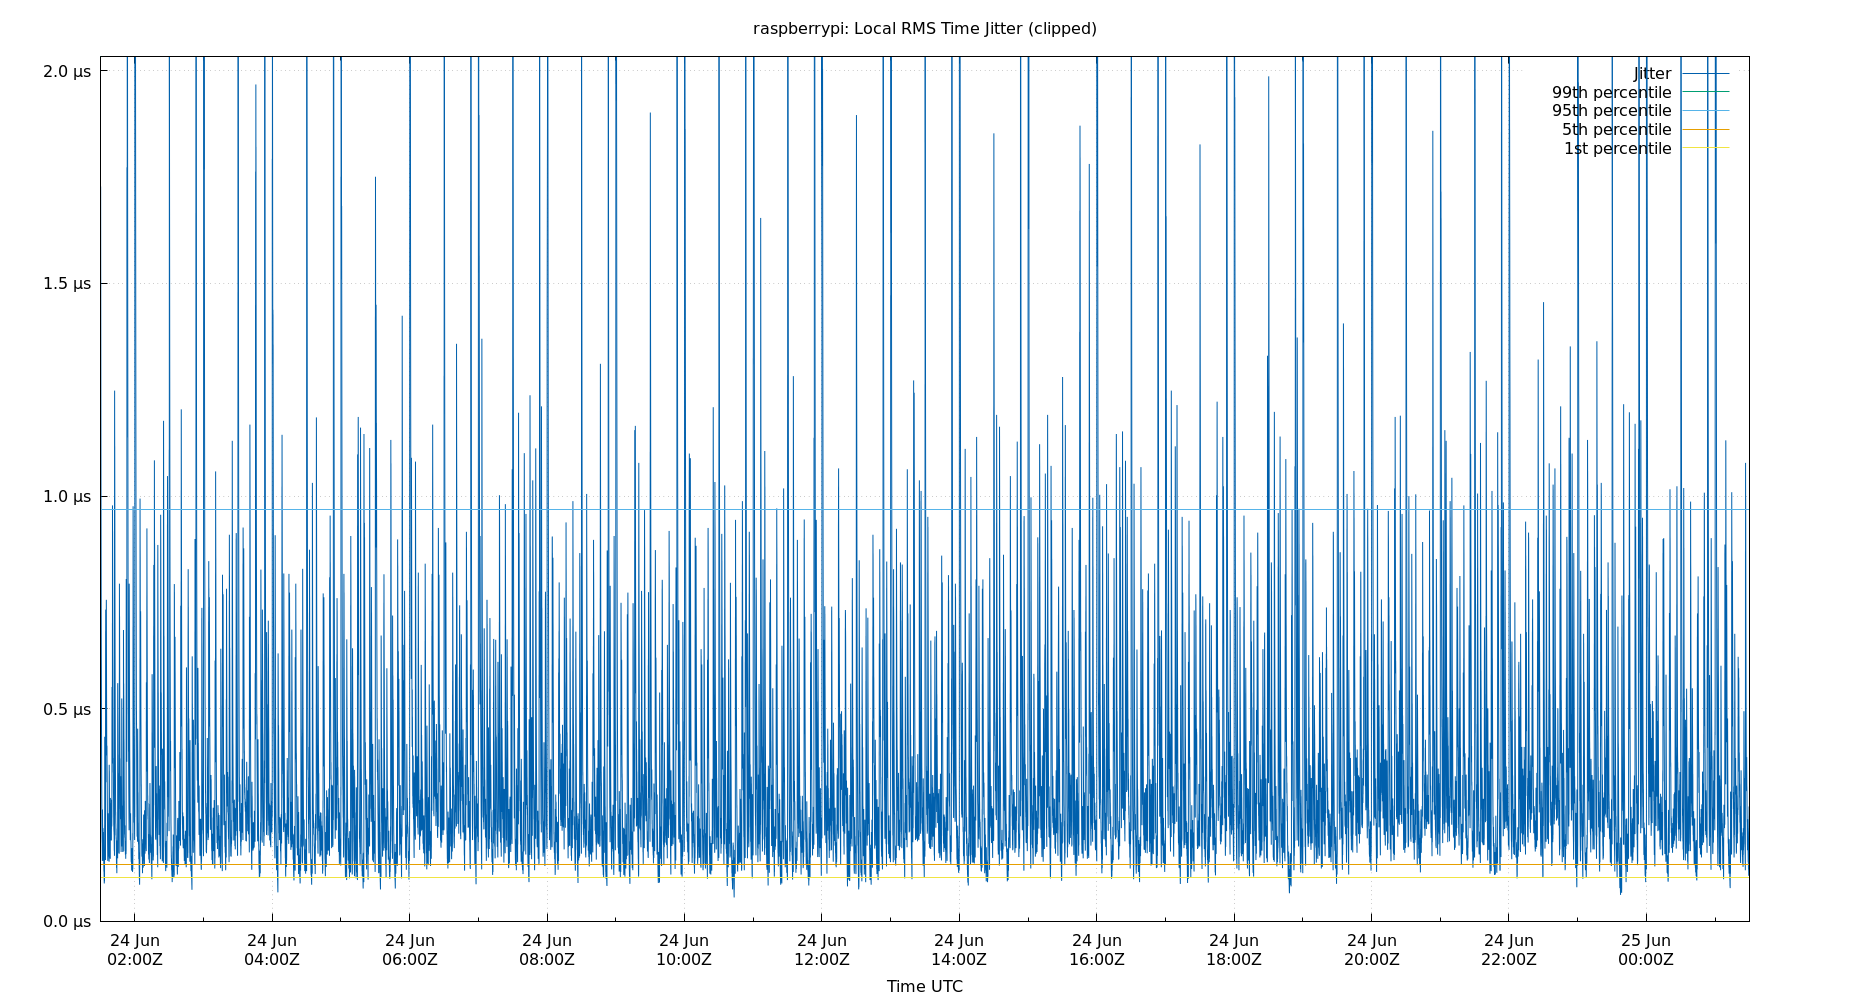 raspberrypi: Local RMS Time Jitter (clipped)
2.0 μs
1.5 μs
1.0 μs
0.5 μs
0.0 μs
Jitter
99th percentile
95th percentile
5th percentile
1st percentile
24 Jun 24 Jun 24 Jun 24 Jun 24 Jun 24 Jun 24 Jun 24 Jun 24 Jun 24 Jun 24 Jun 25 Jun
02:00Z 04:00Z 06:00Z 08:00Z 10:00Z 12:00Z 14:00Z 16:00Z 18:00Z 20:00Z 22:00Z 00:00Z
Time UTC